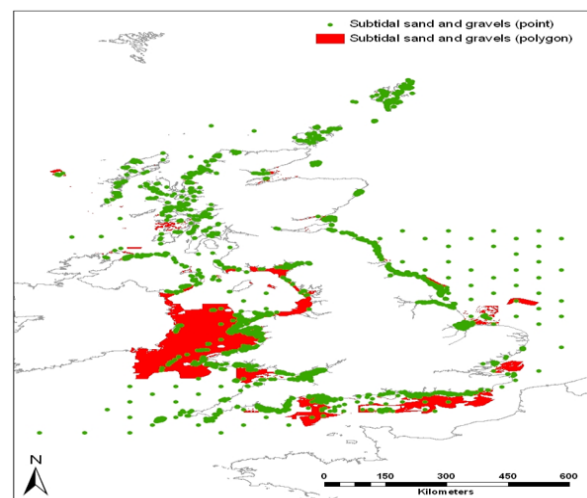 Subtidal sand and gravels (point)
Subtidal sand and gravels (polygon)
N
0 150 300 450 600
Kilometers